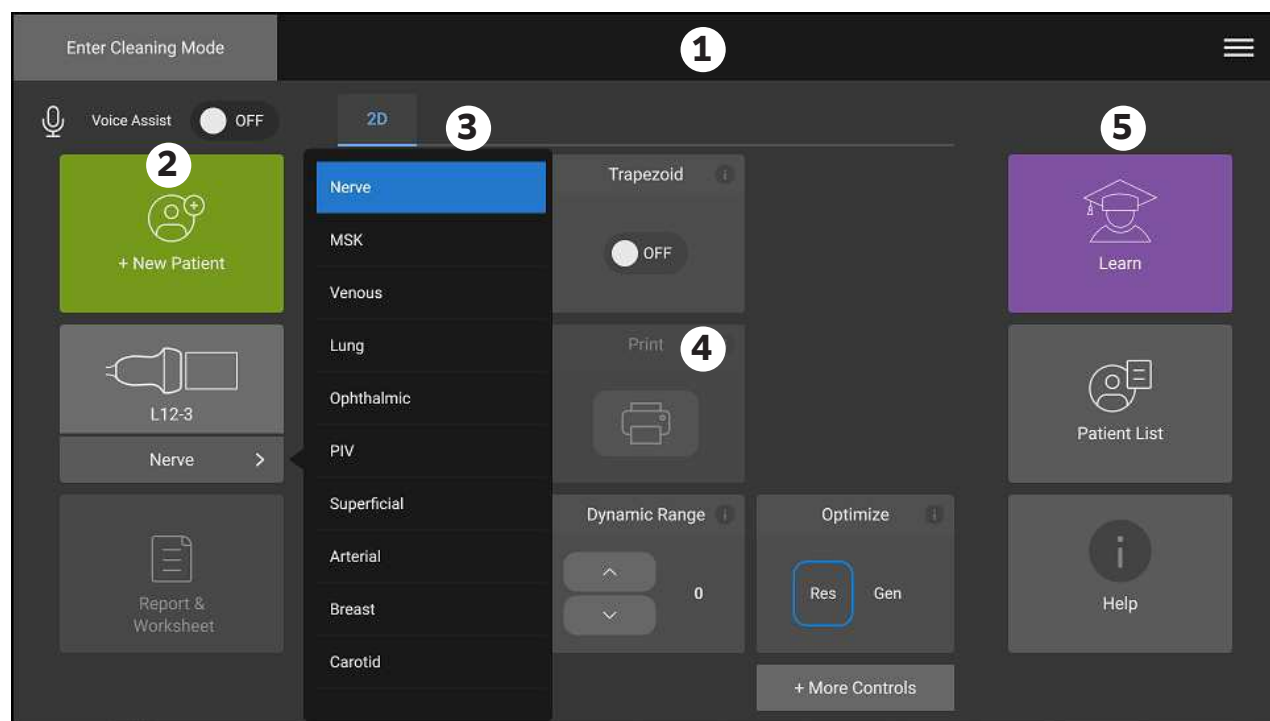 Enter Cleaning Mode
1
Voice Assist
OFF
2D
3
5
2
+ New Patient
Nerve
MSK
Venous
Lung
Ophthalmic
PIV
Superficial
Arterial
Breast
Carotid
Trapezoid
i
OFF
Learn
L12-3
Nerve >
Print
4
Patient List
Report &
Worksheet
Dynamic Range
i
0
Optimize
i
Res
Gen
i
Help
+ More Controls